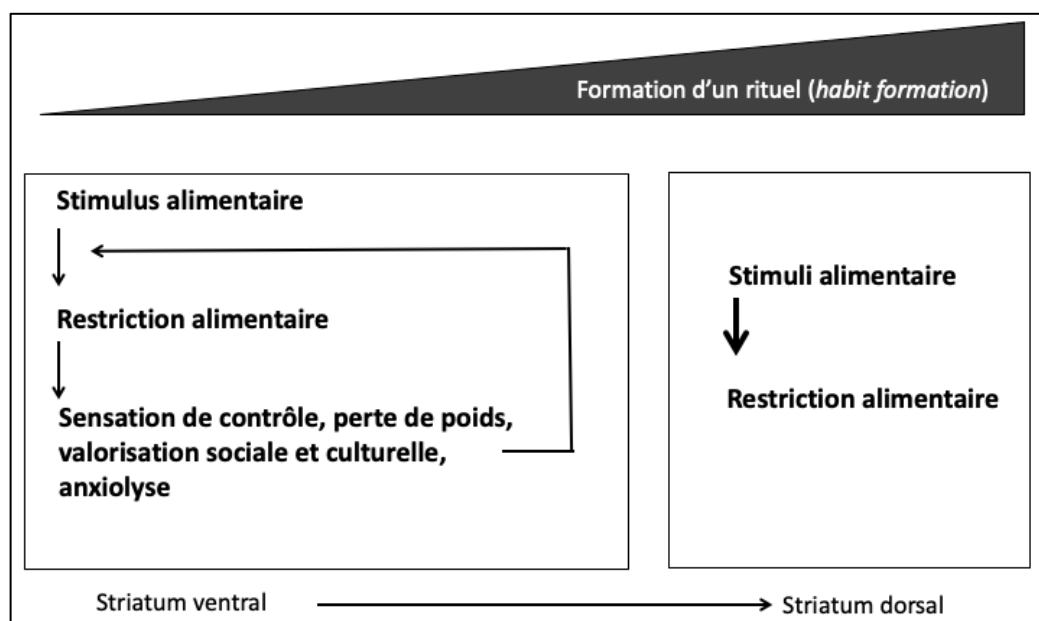 Formation d'un rituel (habit formation)
Stimulus alimentaire
Restriction alimentaire
Sensation de contrôle, perte de poids,
valorisation sociale et culturelle,
anxiolyse
Stimuli alimentaire
Restriction alimentaire
Striatum ventral
Striatum dorsal